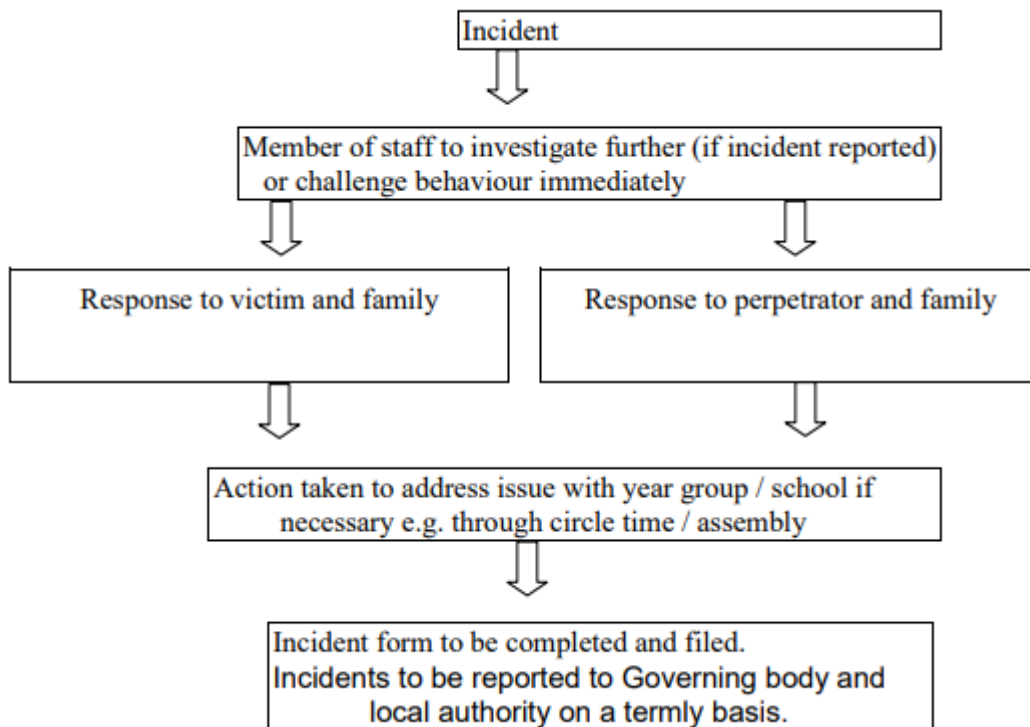 Incident
Member of staff to investigate further (if incident reported)
or challenge behaviour immediately
Response to victim and family
Response to perpetrator and family
Action taken to address issue with year group / school if
necessary e.g. through circle time / assembly
Incident form to be completed and filed.
Incidents to be reported to Governing body and
local authority on a termly basis.